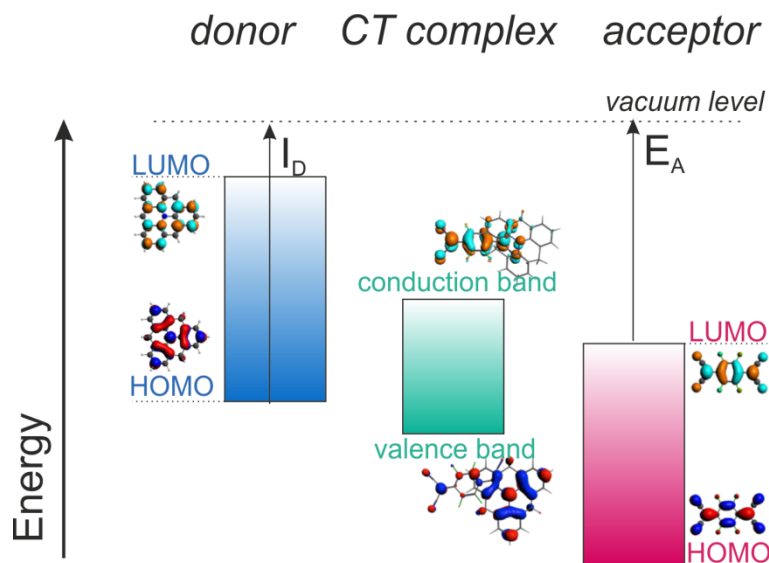 donor CT complex acceptor
vacuum level
LUMO
I_D
E_A
conduction band
LUMO
HOMO
valence band
HOMO
Energy